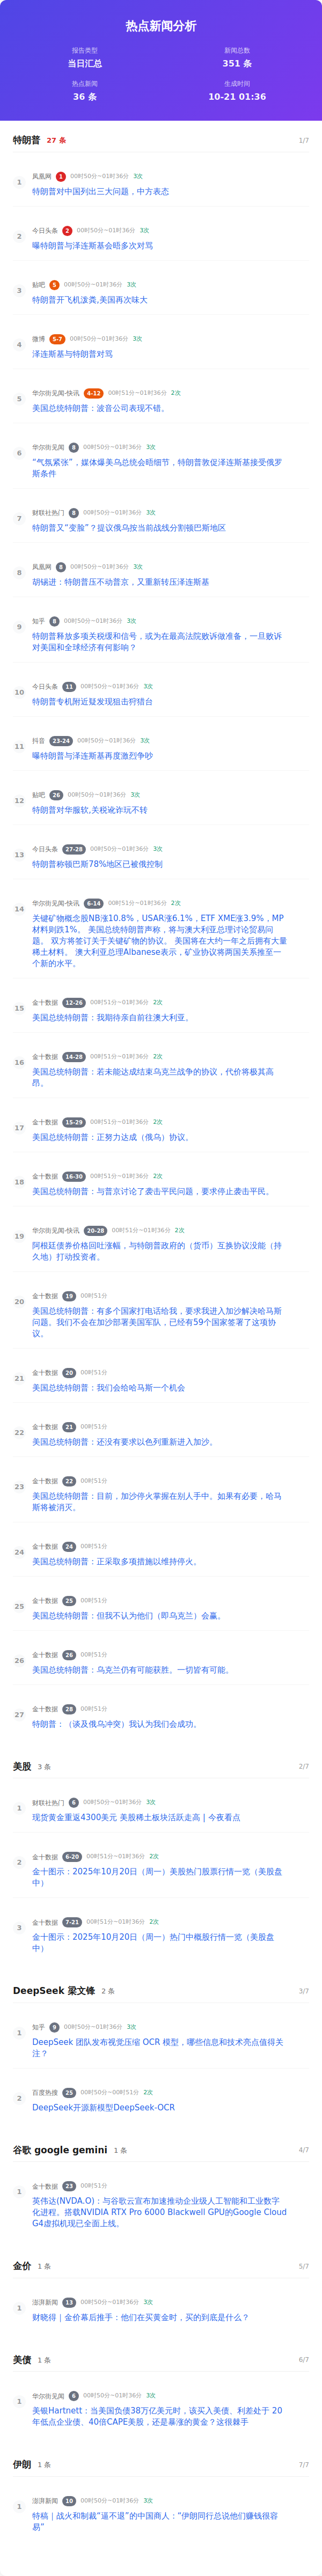 热点新闻分析
报告类型
新闻总数
当日汇总
351 条
热点新闻
生成时间
36 条
10-21 01:36
特朗普 27 条 1/7
1
凤凰网 1 00时50分~01时36分 3次
特朗普对中国列出三大问题，中方表态
2
今日头条 2 00时50分~01时36分 3次
曝特朗普与泽连斯基会晤多次对骂
3
贴吧 5 00时50分~01时36分 3次
特朗普开飞机泼粪,美国再次味大
4
微博 5-7 00时50分~01时36分 3次
泽连斯基与特朗普对骂
5
华尔街见闻-快讯 4-12 00时51分~01时36分 2次
美国总统特朗普：波音公司表现不错。
6
华尔街见闻 8 00时50分~01时36分 3次
“气氛紧张”，媒体爆美乌总统会晤细节，特朗普敦促泽连斯基接受俄罗
斯条件
7
财联社热门 8 00时50分~01时36分 3次
特朗普又“变脸”？提议俄乌按当前战线分割顿巴斯地区
8
凤凰网 8 00时50分~01时36分 3次
胡锡进：特朗普压不动普京，又重新转压泽连斯基
9
知乎 8 00时50分~01时36分 3次
特朗普释放多项关税缓和信号，或为在最高法院败诉做准备，一旦败诉
对美国和全球经济有何影响？
10
今日头条 11 00时50分~01时36分 3次
特朗普专机附近疑发现狙击狩猎台
11
抖音 23-24 00时50分~01时36分 3次
曝特朗普与泽连斯基再度激烈争吵
12
贴吧 26 00时50分~01时36分 3次
特朗普对华服软,关税讹诈玩不转
13
今日头条 27-28 00时50分~01时36分 3次
特朗普称顿巴斯78%地区已被俄控制
14
华尔街见闻-快讯 6-14 00时51分~01时36分 2次
关键矿物概念股NB涨10.8%，USAR涨6.1%，ETF XME涨3.9%，MP
材料则跌1%。 美国总统特朗普声称，将与澳大利亚总理讨论贸易问
题。 双方将签订关于关键矿物的协议。 美国将在大约一年之后拥有大量
稀土材料。 澳大利亚总理Albanese表示，矿业协议将两国关系推至一
个新的水平。
15
金十数据 12-26 00时51分~01时36分 2次
美国总统特朗普：我期待亲自前往澳大利亚。
16
金十数据 14-28 00时51分~01时36分 2次
美国总统特朗普：若未能达成结束乌克兰战争的协议，代价将极其高
昂。
17
金十数据 15-29 00时51分~01时36分 2次
美国总统特朗普：正努力达成（俄乌）协议。
18
金十数据 16-30 00时51分~01时36分 2次
美国总统特朗普：与普京讨论了袭击平民问题，要求停止袭击平民。
19
华尔街见闻-快讯 20-28 00时51分~01时36分 2次
阿根廷债券价格回吐涨幅，与特朗普政府的（货币）互换协议没能（持
久地）打动投资者。
20
金十数据 19 00时51分
美国总统特朗普：有多个国家打电话给我，要求我进入加沙解决哈马斯
问题。我们不会在加沙部署美国军队，已经有59个国家签署了这项协
议。
21
金十数据 20 00时51分
美国总统特朗普：我们会给哈马斯一个机会
22
金十数据 21 00时51分
美国总统特朗普：还没有要求以色列重新进入加沙。
23
金十数据 22 00时51分
美国总统特朗普：目前，加沙停火掌握在别人手中。如果有必要，哈马
斯将被消灭。
24
金十数据 24 00时51分
美国总统特朗普：正采取多项措施以维持停火。
25
金十数据 25 00时51分
美国总统特朗普：但我不认为他们（即乌克兰）会赢。
26
金十数据 26 00时51分
美国总统特朗普：乌克兰仍有可能获胜。一切皆有可能。
27
金十数据 28 00时51分
特朗普：（谈及俄乌冲突）我认为我们会成功。
美股 3 条 2/7
1
财联社热门 6 00时50分~01时36分 3次
现货黄金重返4300美元 美股稀土板块活跃走高 | 今夜看点
2
金十数据 6-20 00时51分~01时36分 2次
金十图示：2025年10月20日（周一）美股热门股票行情一览（美股盘
中）
3
金十数据 7-21 00时51分~01时36分 2次
金十图示：2025年10月20日（周一）热门中概股行情一览（美股盘
中）
DeepSeek 梁文锋 2 条 3/7
1
知乎 9 00时50分~01时36分 3次
DeepSeek 团队发布视觉压缩 OCR 模型，哪些信息和技术亮点值得关
注？
2
百度热搜 25 00时50分~00时51分 2次
DeepSeek开源新模型DeepSeek-OCR
谷歌 google gemini 1 条 4/7
1
金十数据 23 00时51分
英伟达(NVDA.O)：与谷歌云宣布加速推动企业级人工智能和工业数字
化进程。搭载NVIDIA RTX Pro 6000 Blackwell GPU的Google Cloud
G4虚拟机现已全面上线。
金价 1 条 5/7
1
澎湃新闻 13 00时50分~01时36分 3次
财晓得｜金价幕后推手：他们在买黄金时，买的到底是什么？
美债 1 条 6/7
1
华尔街见闻 6 00时50分~01时36分 3次
美银Hartnett：当美国负债38万亿美元时，该买入美债、利差处于 20
年低点企业债、40倍CAPE美股，还是暴涨的黄金？这很棘手
伊朗 1 条 7/7
1
澎湃新闻 10 00时50分~01时36分 3次
特稿｜战火和制裁“逼不退”的中国商人：“伊朗同行总说他们赚钱很容
易”